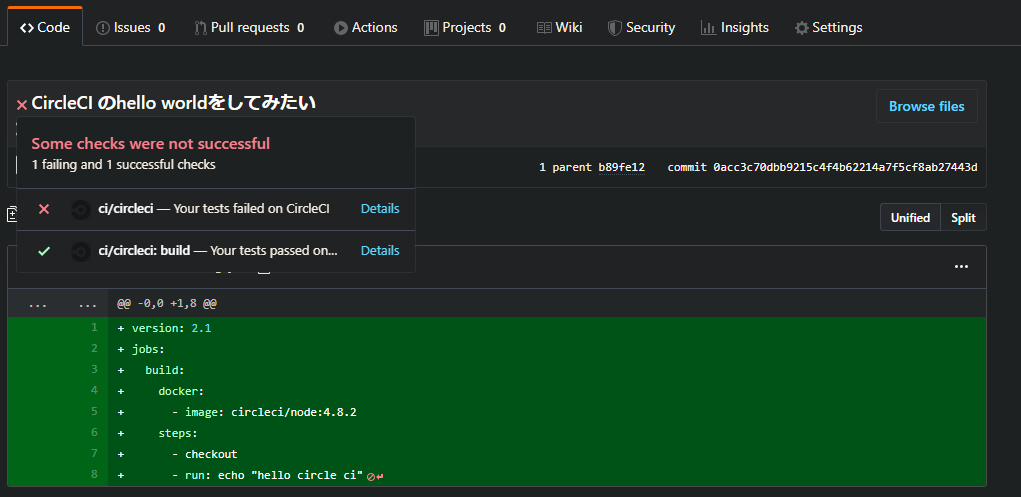 Code Issues 0 Pull requests 0 Actions Projects 0 Wiki Security Insights Settings
CircleCI のhello worldをしてみたい
Browse files
Some checks were not successful
1 failing and 1 successful checks
1 parent b89fe12 commit 0acc3c70dbb9215c4f4b62214a7f5cf8ab27443d
ci/circleci — Your tests failed on CircleCI Details
Unified Split
ci/circleci: build — Your tests passed on... Details
...
... ... @@ -0,0 +1,8 @@
1 + version: 2.1
2 + jobs:
3 +   build:
4 +     docker:
5 +       - image: circleci/node:4.8.2
6 +     steps:
7 +       - checkout
8 +       - run: echo "hello circle ci"